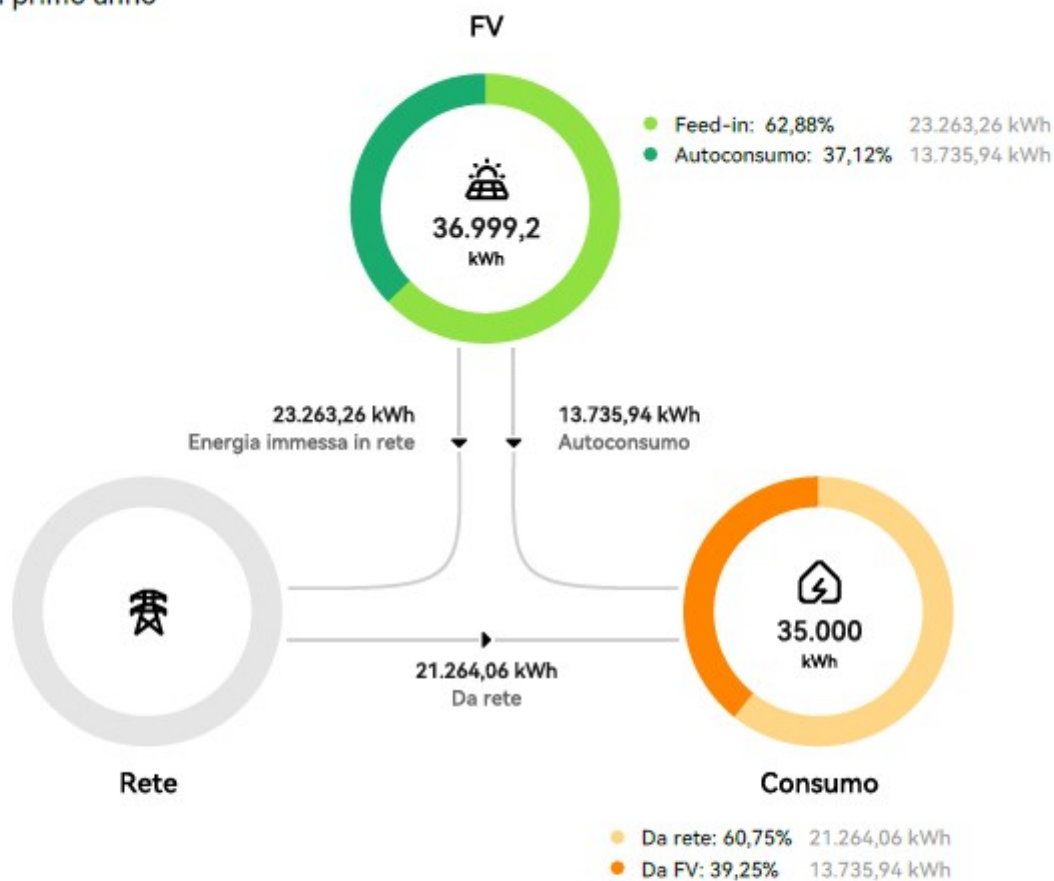 primo anno
FV
Feed-in: 62,88% 23.263,26 kWh
Autoconsumo: 37,12% 13.735,94 kWh
36.999,2
kWh
23.263,26 kWh
Energia immessa in rete
13.735,94 kWh
Autoconsumo
35.000
kWh
21.264,06 kWh
Da rete
Rete
Consumo
Da rete: 60,75% 21.264,06 kWh
Da FV: 39,25% 13.735,94 kWh